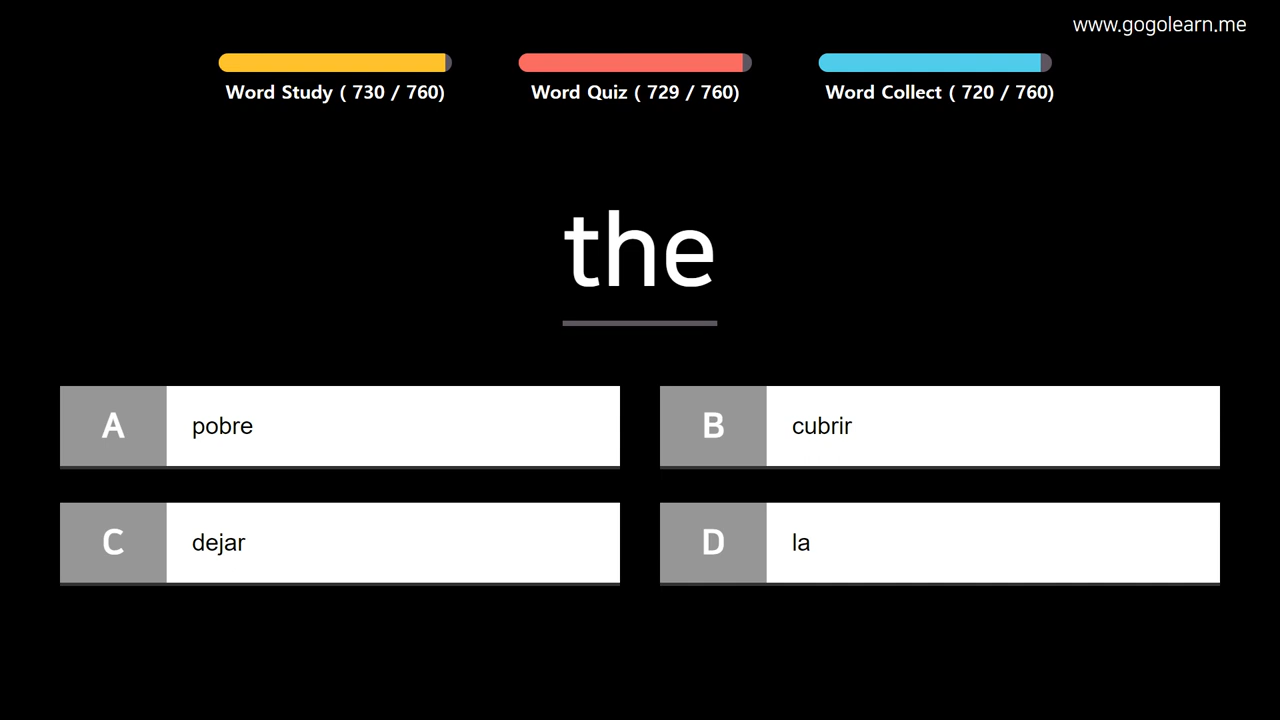 www.gogolearn.me
Word Study ( 730 / 760)
Word Quiz ( 729 / 760)
Word Collect ( 720 / 760)
the
A pobre
B cubrir
C dejar
D la